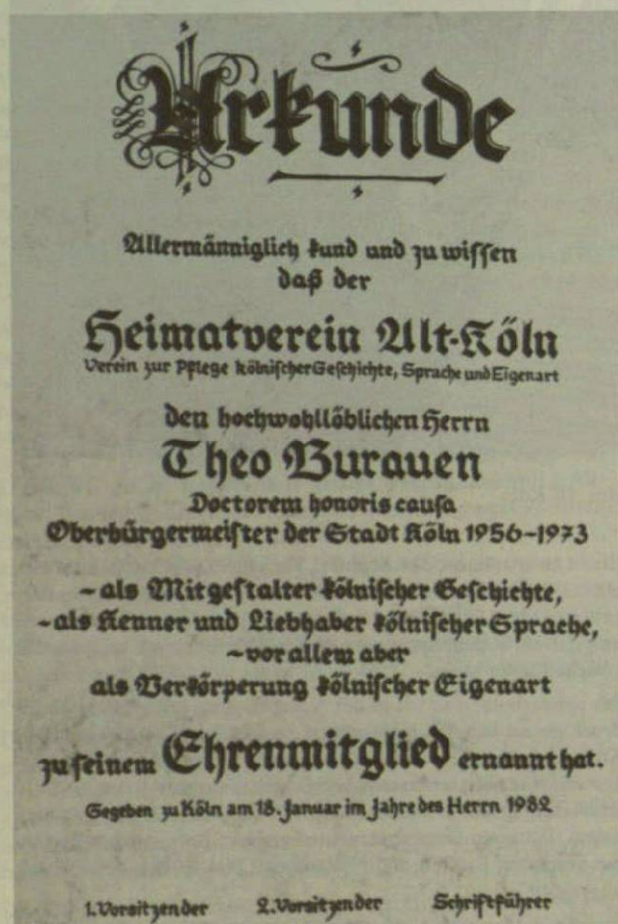 Urkunde
Allermänniglich kund und zu wissen
daß der
Heimatverein Alt-Köln
Verein zur Pflege kölnischer Geschichte, Sprache und Eigenart
den hochwohllöblichen Herrn
Theo Burauen
Doctorem honoris causa
Oberbürgermeister der Stadt Köln 1956-1973
- als Mitgestalter kölnischer Geschichte,
- als Kenner und Liebhaber kölnischer Sprache,
- vor allem aber
als Verkörperung kölnischer Eigenart
zu seinem Ehrenmitglied ernannt hat.
Gegeben zu Köln am 18. Januar im Jahre des Herrn 1982
1. Vorsitzender 2. Vorsitzender Schriftführer